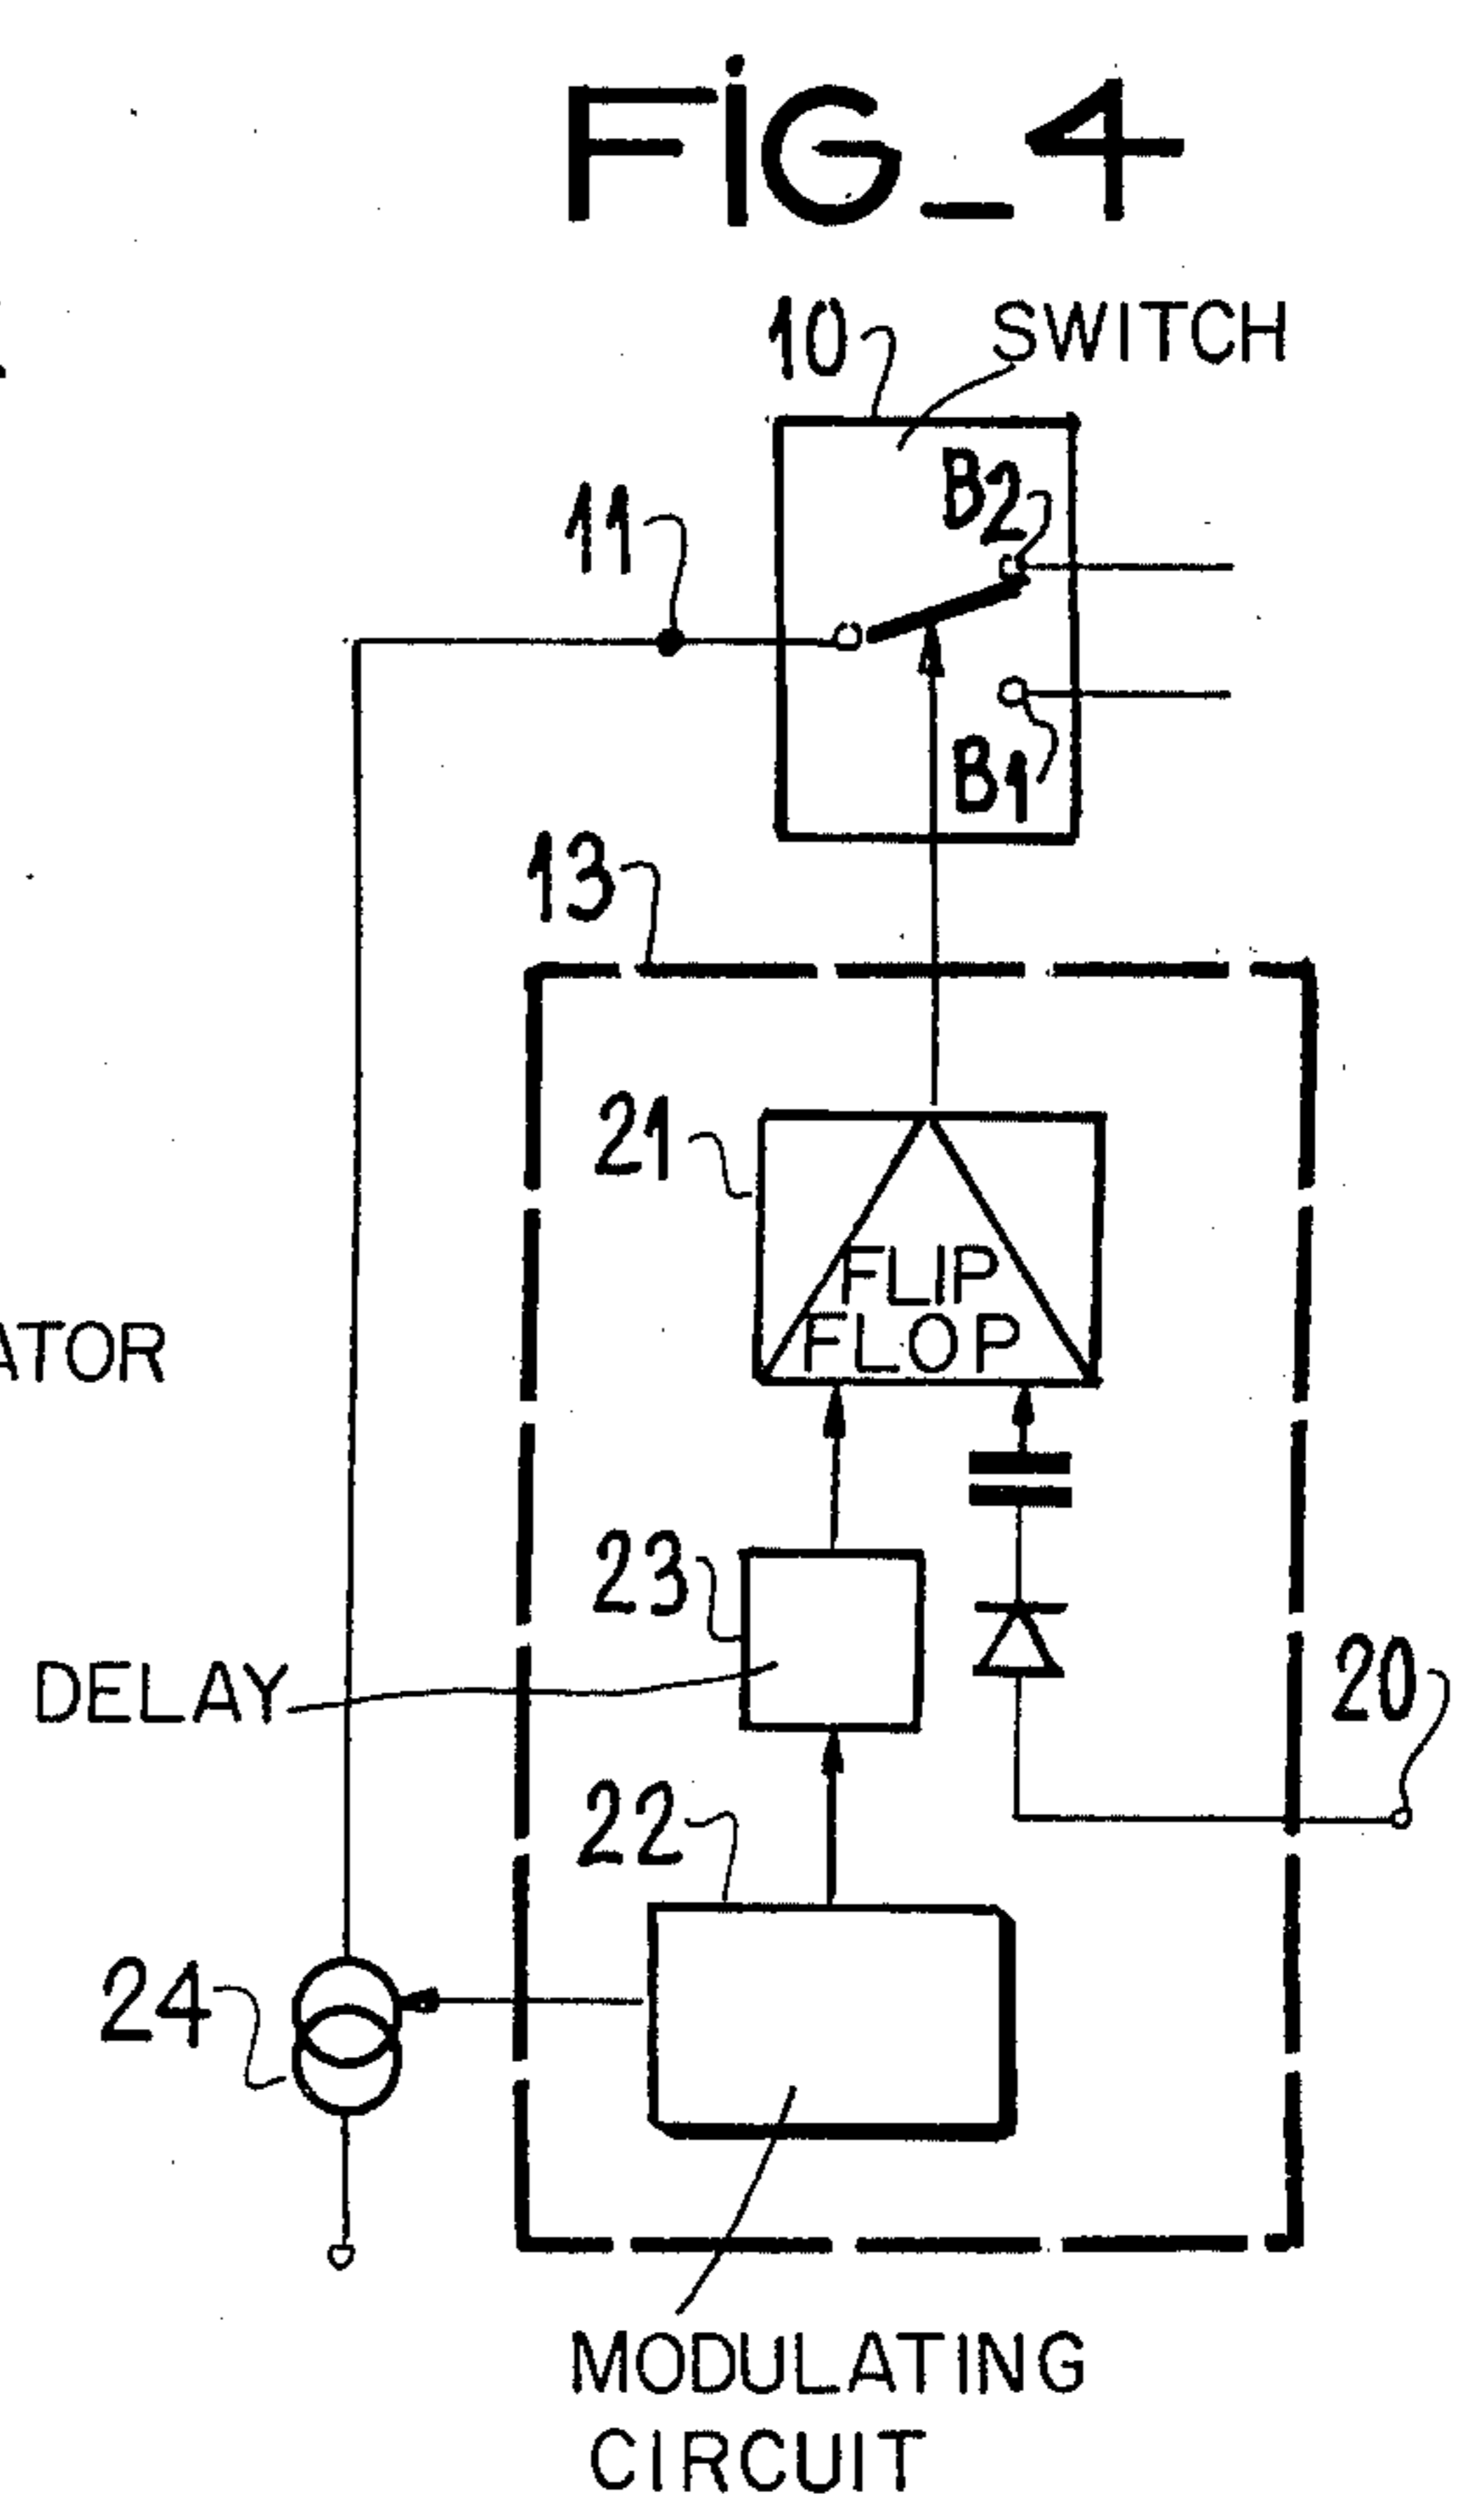 FIG_4
10
SWITCH
11
B2
B1
13
21
FLIP
FLOP
ATOR
23
DELAY
20
22
24
MODULATING
CIRCUIT